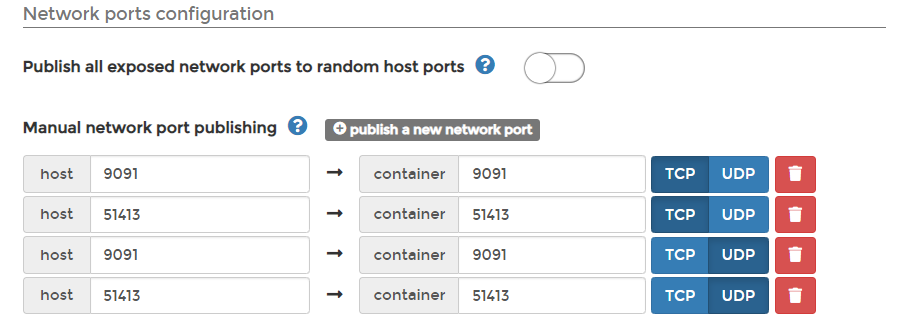 Network ports configuration
Publish all exposed network ports to random host ports ?
Manual network port publishing ? + publish a new network port
host 9091 → container 9091 TCP UDP
host 51413 → container 51413 TCP UDP
host 9091 → container 9091 TCP UDP
host 51413 → container 51413 TCP UDP